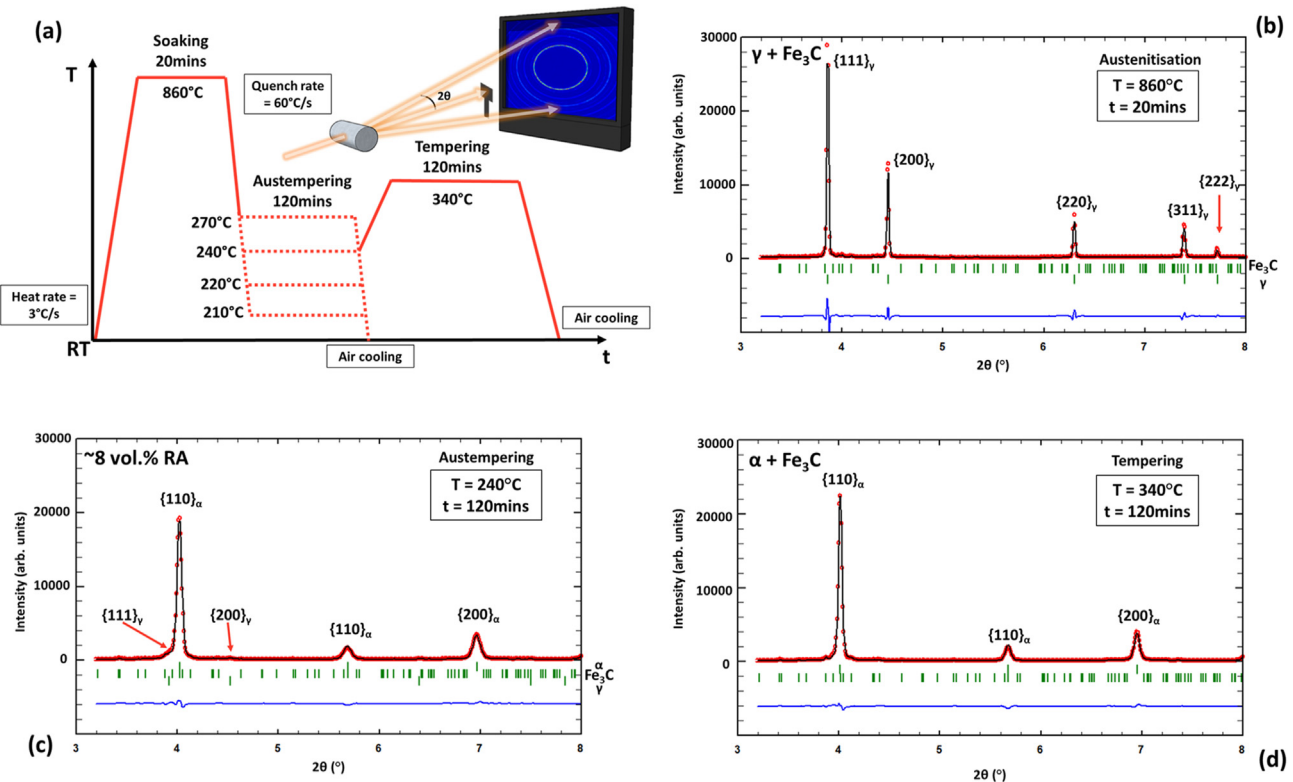 (a)
Soaking
20mins
T
860°C
Quench rate
= 60°C/s
2θ
Tempering
120mins
Austempering
120mins
340°C
270°C
240°C
220°C
210°C
Heat rate =
3°C/s
Air cooling
RT
t
Air cooling
(b)
30000
γ + Fe₃C
{111}ᵧ
Austenitisation
T = 860°C
t = 20mins
Intensity (arb. units)
20000
{200}ᵧ
10000
{220}ᵧ
{311}ᵧ
{222}ᵧ
0
Fe₃C
γ
3 4 5 6 7 8
2θ (°)
30000
~8 vol.% RA
Austempering
T = 240°C
t = 120mins
{110}α
Intensity (arb. units)
20000
10000
{111}ᵧ
{200}ᵧ
{110}α
{200}α
0
α
Fe₃C
γ
3 4 5 6 7 8
2θ (°)
(c)
30000
α + Fe₃C
Tempering
T = 340°C
t = 120mins
{110}α
Intensity (arb. units)
20000
10000
{110}α
{200}α
0
3 4 5 6 7 8
2θ (°)
(d)